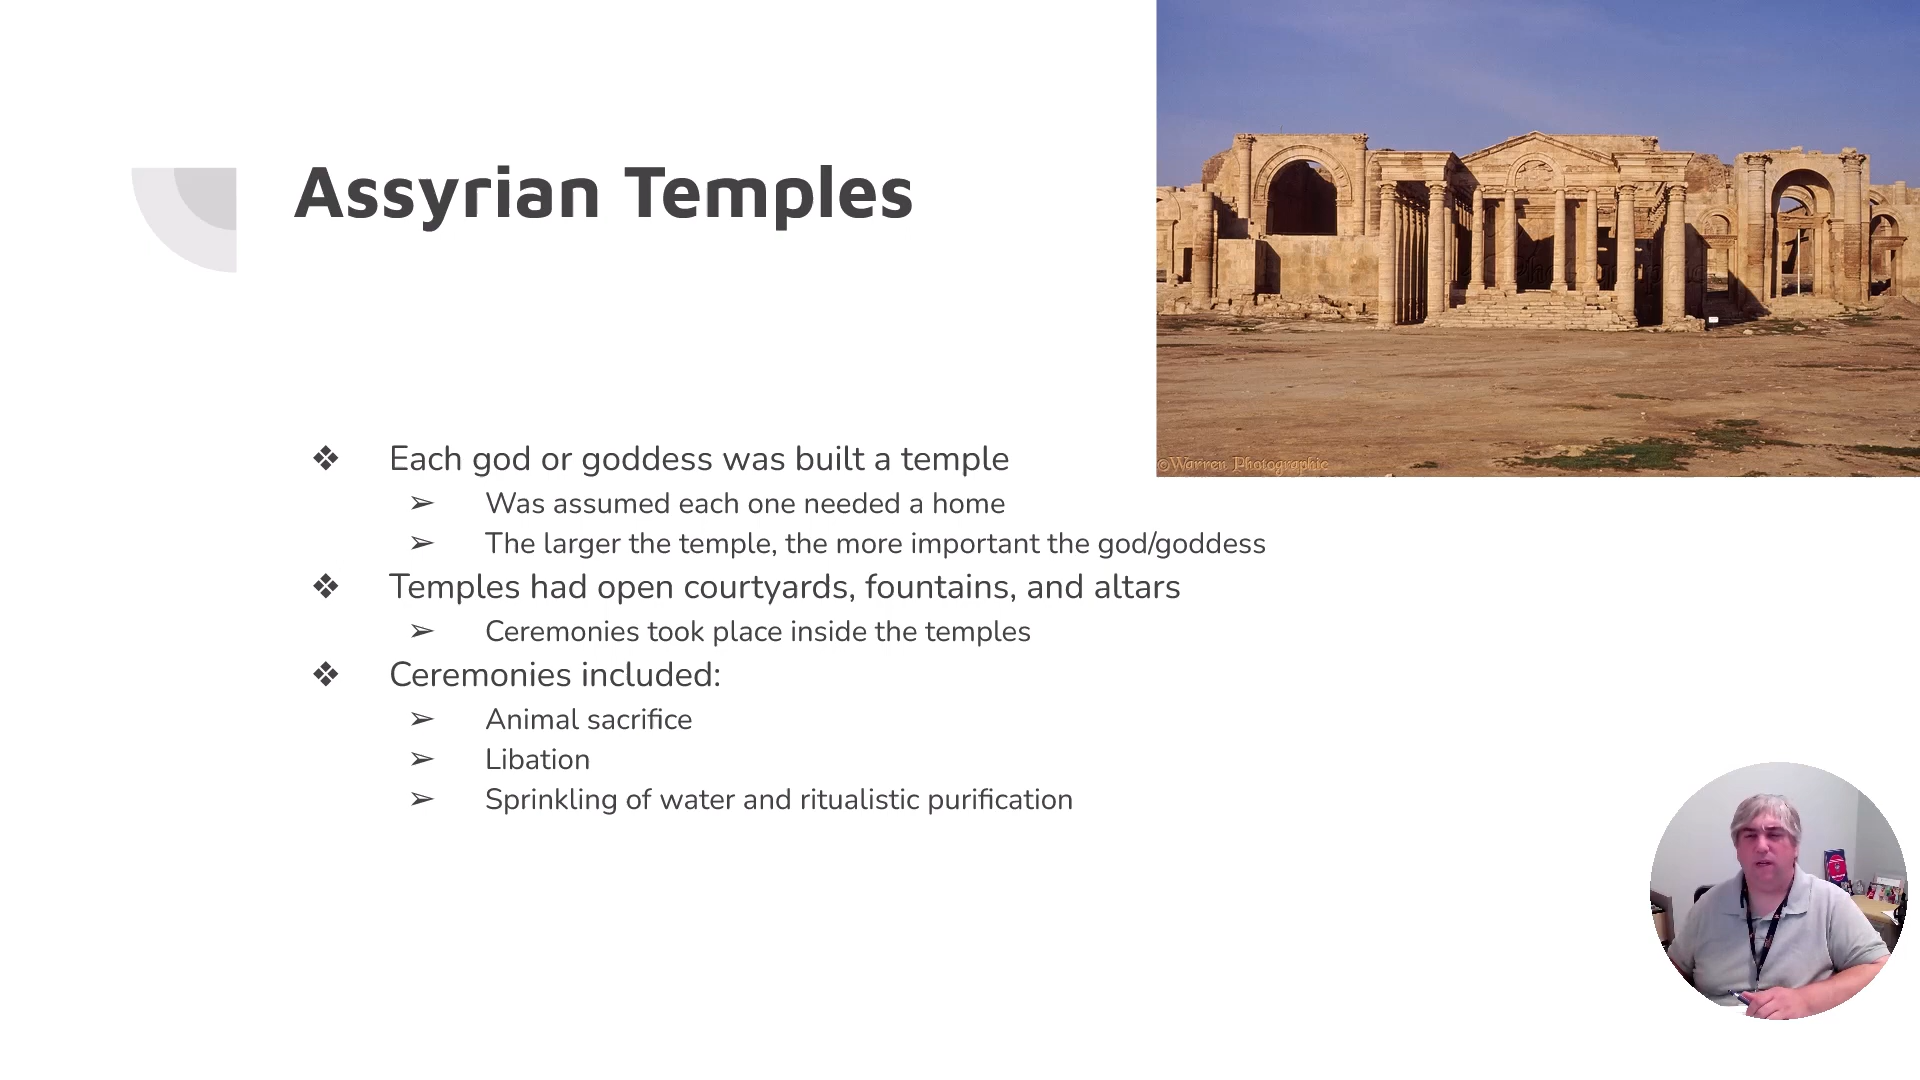 Assyrian Temples
❖ Each god or goddess was built a temple
➢ Was assumed each one needed a home
➢ The larger the temple, the more important the god/goddess
❖ Temples had open courtyards, fountains, and altars
➢ Ceremonies took place inside the temples
❖ Ceremonies included:
➢ Animal sacrifice
➢ Libation
➢ Sprinkling of water and ritualistic purification
©Warren Photographic